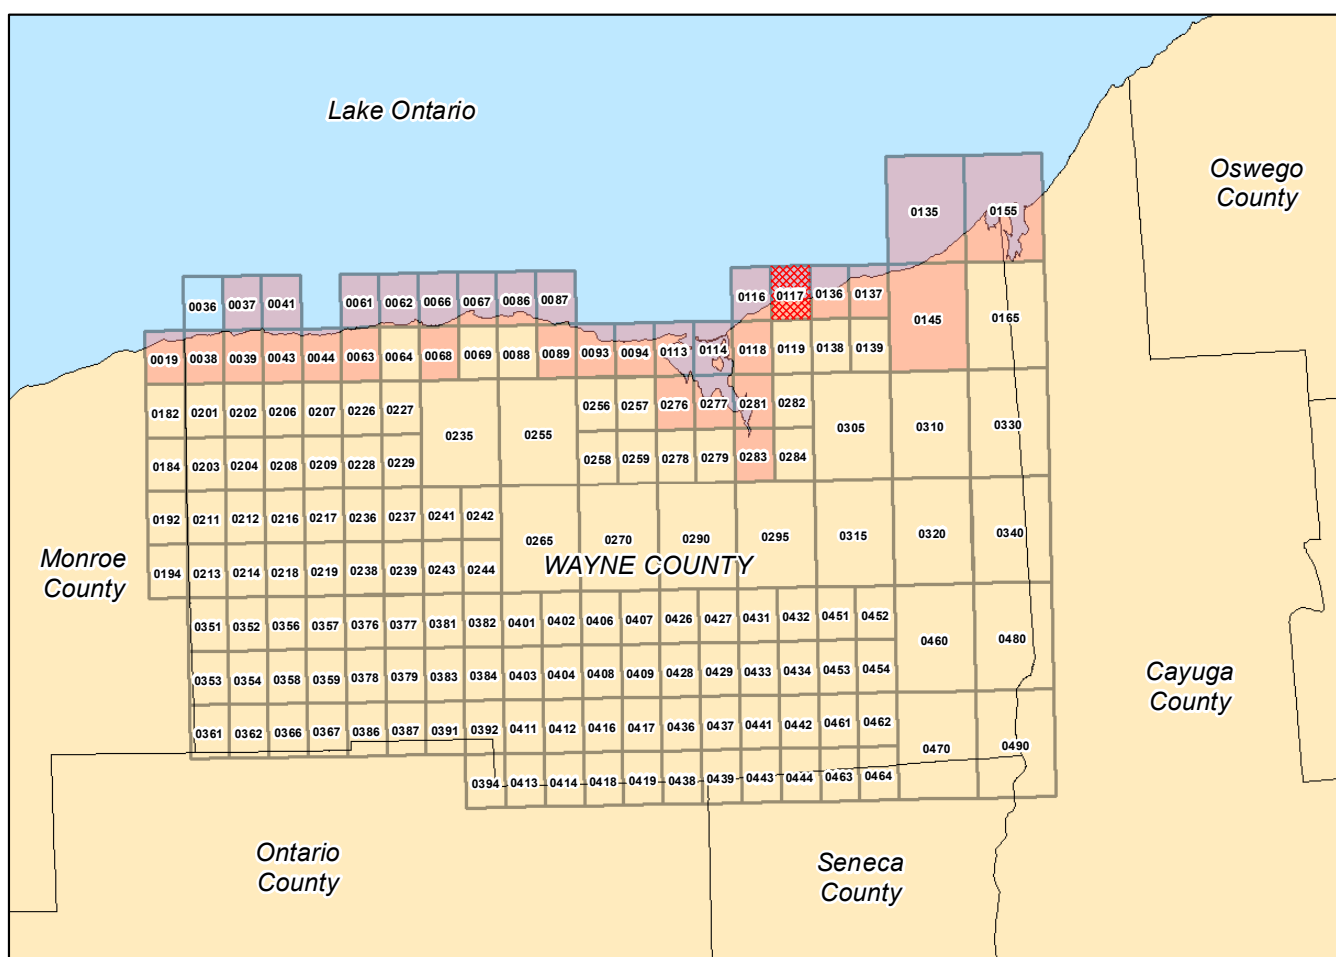 Lake Ontario
Oswego
County
0135 0155
0036 0037 0041 0061 0062 0066 0067 0086 0087 0116 0117 0136 0137
0145 0165
0019 0038 0039 0043 0044 0063 0064 0068 0069 0088 0089 0093 0094 0113 0114 0118 0119 0138 0139
0182 0201 0202 0206 0207 0226 0227 0256 0257 0276 0277 0281 0282
0235 0255 0305 0310 0330
0184 0203 0204 0208 0209 0228 0229 0258 0259 0278 0279 0283 0284
0192 0211 0212 0216 0217 0236 0237 0241 0242
0265 0270 0290 0295 0315 0320 0340
WAYNE COUNTY
Monroe
County
0194 0213 0214 0218 0219 0238 0239 0243 0244
0351 0352 0356 0357 0376 0377 0381 0382 0401 0402 0406 0407 0426 0427 0431 0432 0451 0452
0460 0480
0353 0354 0358 0359 0378 0379 0383 0384 0403 0404 0408 0409 0428 0429 0433 0434 0453 0454
Cayuga
County
0361 0362 0366 0367 0386 0387 0391 0392 0411 0412 0416 0417 0436 0437 0441 0442 0461 0462
0470 0490
0394 0413 0414 0418 0419 0438 0439 0443 0444 0463 0464
Ontario
County
Seneca
County